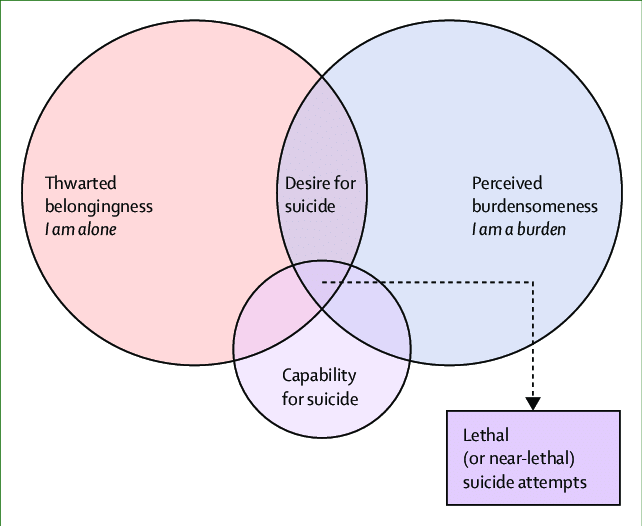 Thwarted
belongingness
I am alone
Desire for
suicide
Perceived
burdensomeness
I am a burden
Capability
for suicide
Lethal
(or near-lethal)
suicide attempts